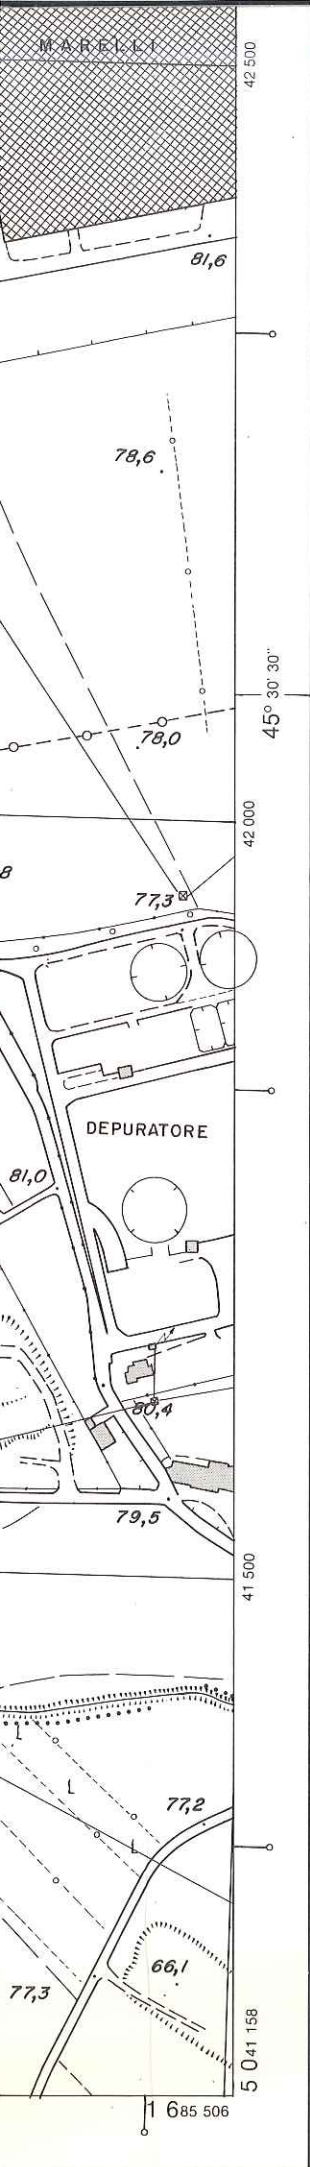 MARELLI
42 500
81,6
78,6
45° 30' 30"
78,0
42 000
8
77,3
DEPURATORE
81,0
80,4
79,5
41 500
L
L
L
77,2
66,1
77,3
5 041 158
1 685 506